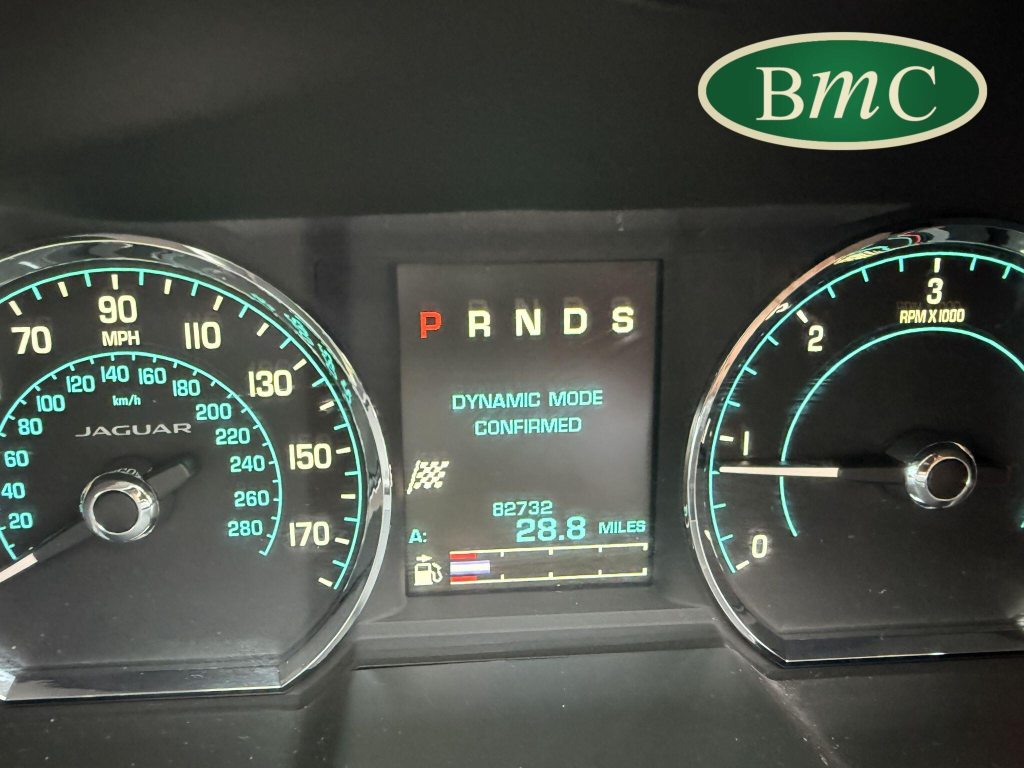 BmC
P R N D S
DYNAMIC MODE
CONFIRMED
82732
A: 28.8 MILES
70 90 110 130 150 170
MPH
20 40 60 80 100 120 140 160 180 200 220 240 260 280
km/h
JAGUAR
0 1 2 3
RPM X 1000